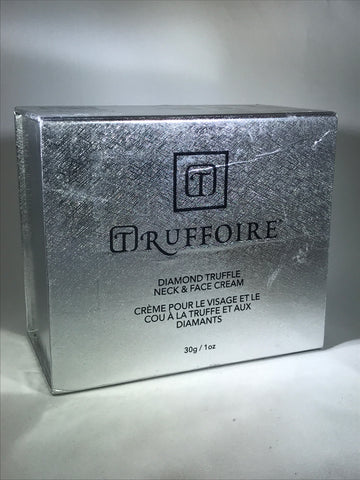 T
TRUFFOIRE™
DIAMOND TRUFFLE
NECK & FACE CREAM
CRÈME POUR LE VISAGE ET LE
COU À LA TRUFFE ET AUX
DIAMANTS
30g / 1oz